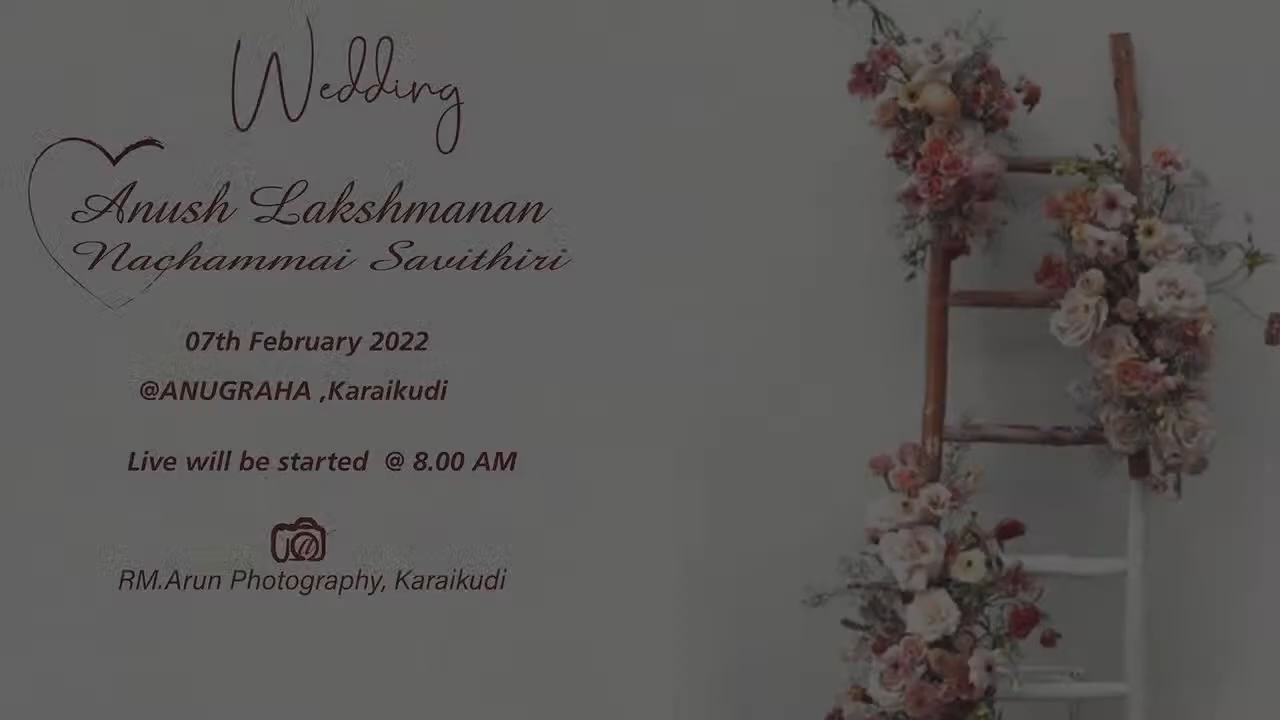 Wedding
Anush Lakshmanan
Nachammai Savithiri
07th February 2022
@ANUGRAHA ,Karaikudi
Live will be started @ 8.00 AM
RM.Arun Photography, Karaikudi